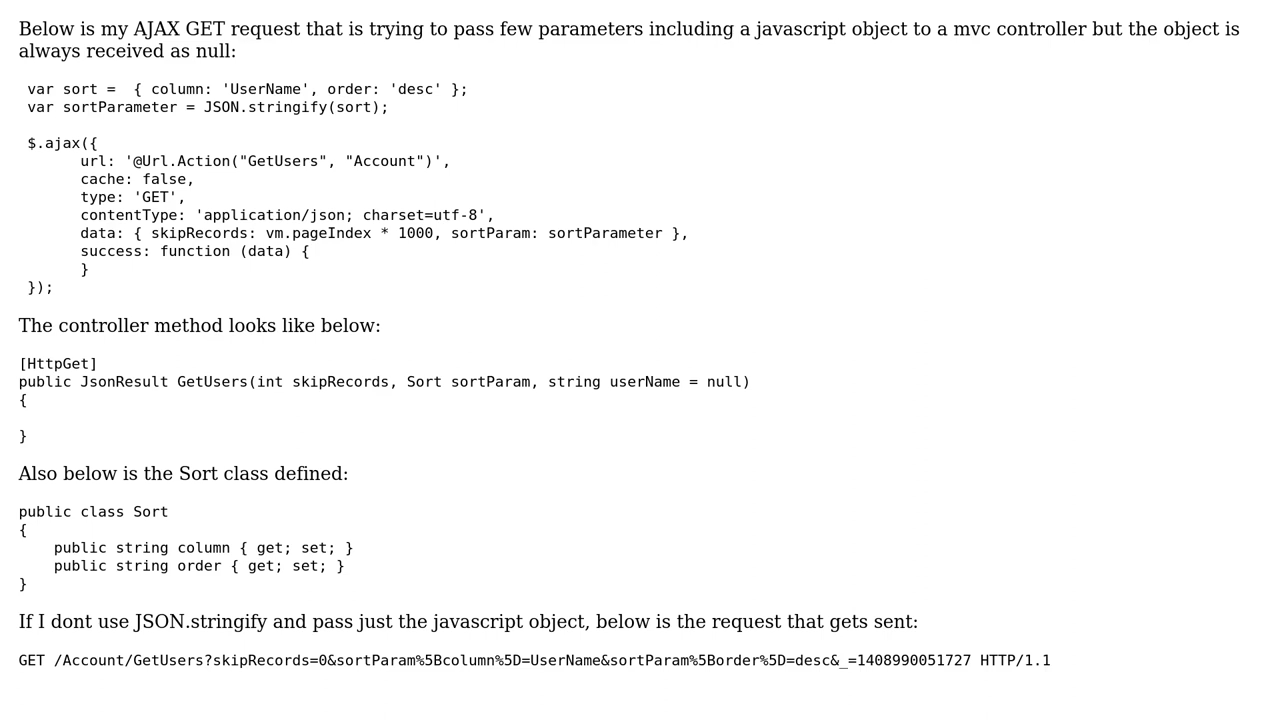 Below is my AJAX GET request that is trying to pass few parameters including a javascript object to a mvc controller but the object is
always received as null:
var sort =  { column: 'UserName', order: 'desc' };
var sortParameter = JSON.stringify(sort);
$.ajax({
url: '@Url.Action("GetUsers", "Account")',
cache: false,
type: 'GET',
contentType: 'application/json; charset=utf-8',
data: { skipRecords: vm.pageIndex * 1000, sortParam: sortParameter },
success: function (data) {
}
});
The controller method looks like below:
[HttpGet]
public JsonResult GetUsers(int skipRecords, Sort sortParam, string userName = null)
{
}
Also below is the Sort class defined:
public class Sort
{
public string column { get; set; }
public string order { get; set; }
}
If I dont use JSON.stringify and pass just the javascript object, below is the request that gets sent:
GET /Account/GetUsers?skipRecords=0&sortParam%5Bcolumn%5D=UserName&sortParam%5Border%5D=desc&_=1408990051727 HTTP/1.1